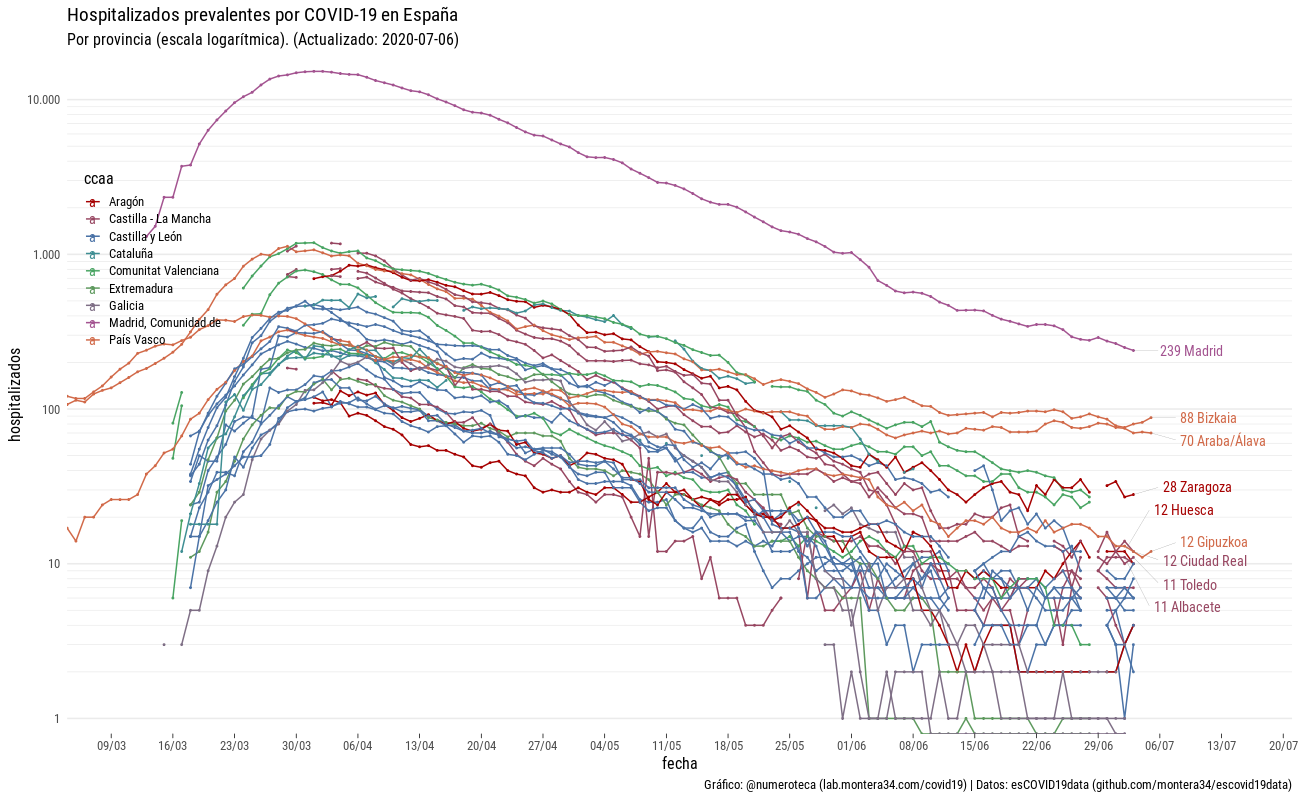 Hospitalizados prevalentes por COVID-19 en España
Por provincia (escala logarítmica). (Actualizado: 2020-07-06)
10.000
1.000
100
10
1
hospitalizados
ccaa
Aragón
Castilla - La Mancha
Castilla y León
Cataluña
Comunitat Valenciana
Extremadura
Galicia
Madrid, Comunidad de
País Vasco
239 Madrid
88 Bizkaia
70 Araba/Álava
28 Zaragoza
12 Huesca
12 Gipuzkoa
12 Ciudad Real
11 Toledo
11 Albacete
09/03 16/03 23/03 30/03 06/04 13/04 20/04 27/04 04/05 11/05 18/05 25/05 01/06 08/06 15/06 22/06 29/06 06/07 13/07 20/07
fecha
Gráfico: @numeroteca (lab.montera34.com/covid19) | Datos: esCOVID19data (github.com/montera34/escovid19data)